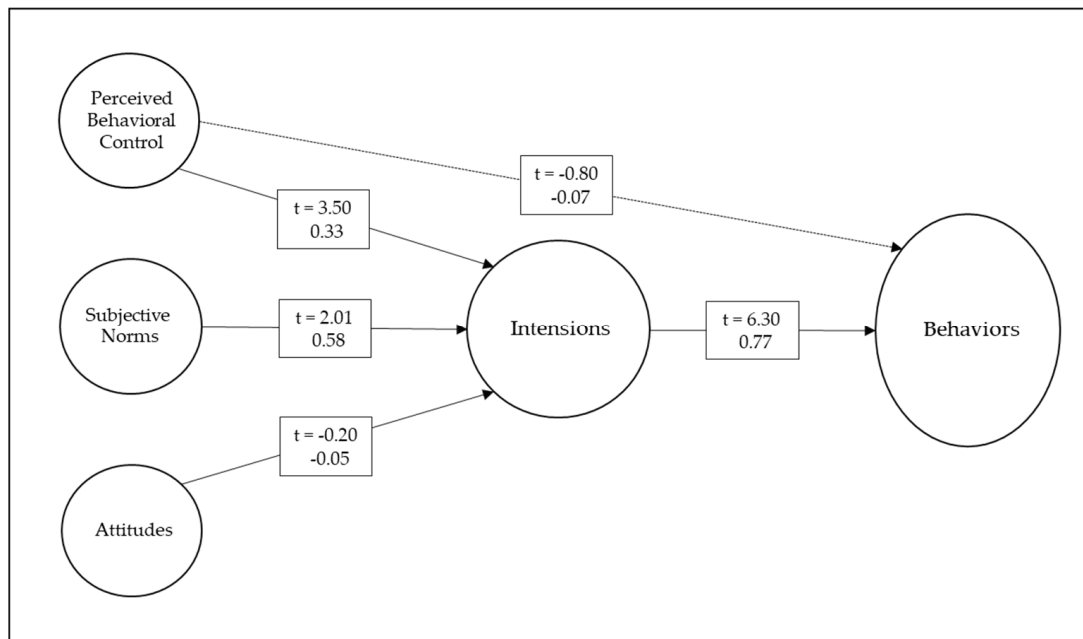 Perceived
Behavioral
Control
t = -0.80
-0.07
t = 3.50
0.33
Subjective
Norms
t = 2.01
0.58
Intensions
t = 6.30
0.77
Behaviors
t = -0.20
-0.05
Attitudes